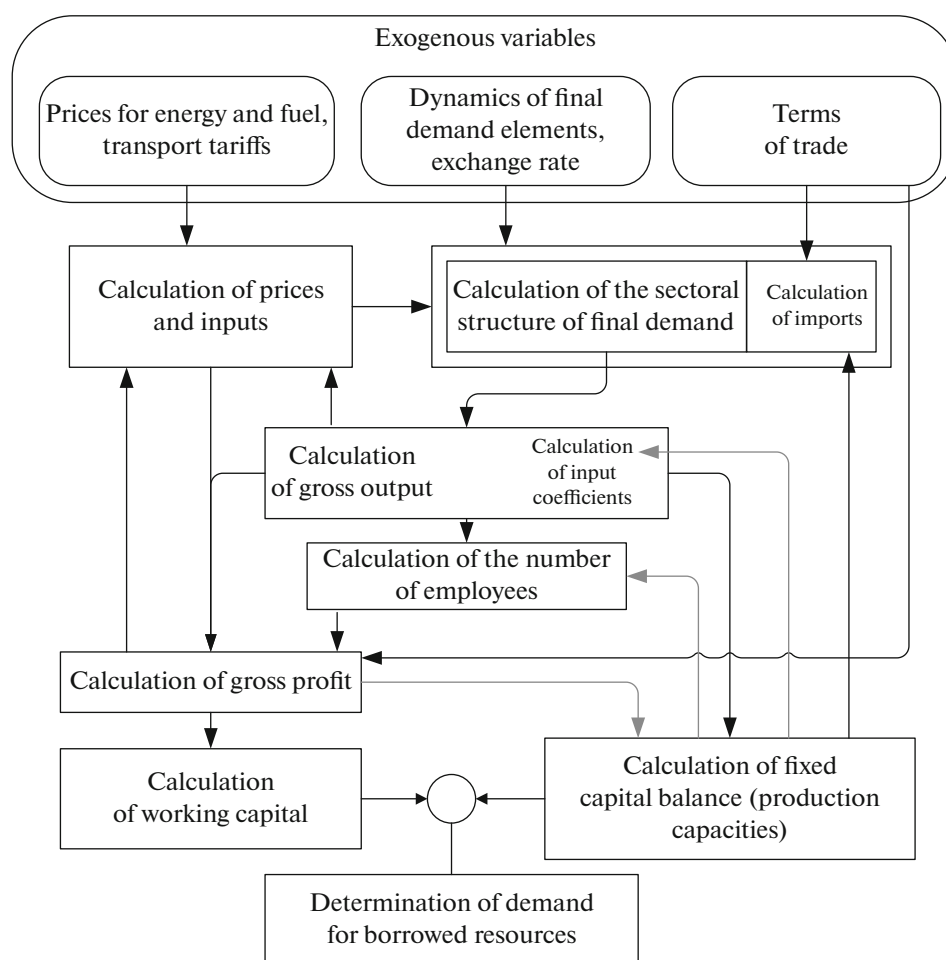 Exogenous variables
Prices for energy and fuel,
transport tariffs
Dynamics of final
demand elements,
exchange rate
Terms
of trade
Calculation of prices
and inputs
Calculation of the sectoral
structure of final demand
Calculation
of imports
Calculation
of gross output
Calculation
of input
coefficients
Calculation of the number
of employees
Calculation of gross profit
Calculation
of working capital
Calculation of fixed
capital balance (production
capacities)
Determination of demand
for borrowed resources